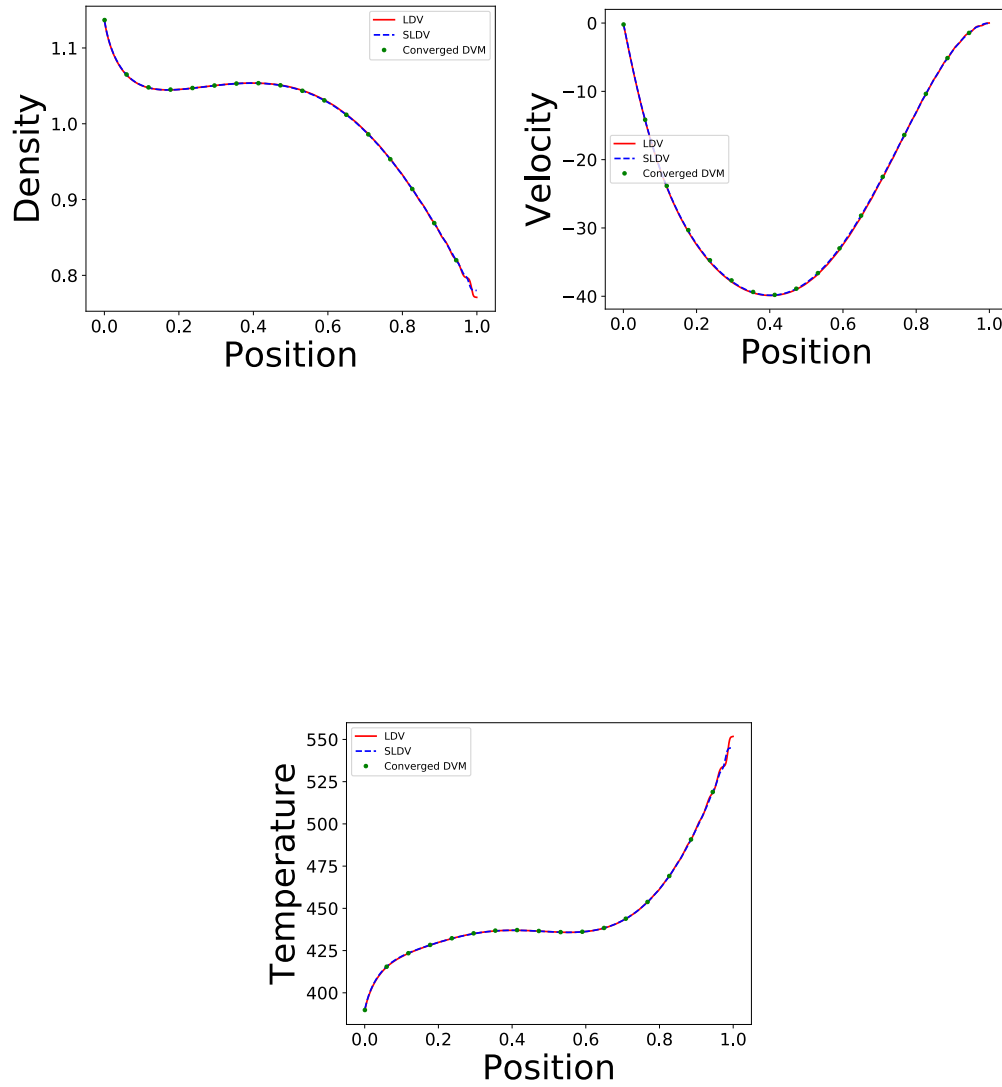 LDV
SLDV
Converged DVM
1.1
1.0
0.9
0.8
0.0 0.2 0.4 0.6 0.8 1.0
Density
Position
LDV
SLDV
Converged DVM
0
−10
−20
−30
−40
0.0 0.2 0.4 0.6 0.8 1.0
Velocity
Position
LDV
SLDV
Converged DVM
550
525
500
475
450
425
400
0.0 0.2 0.4 0.6 0.8 1.0
Temperature
Position